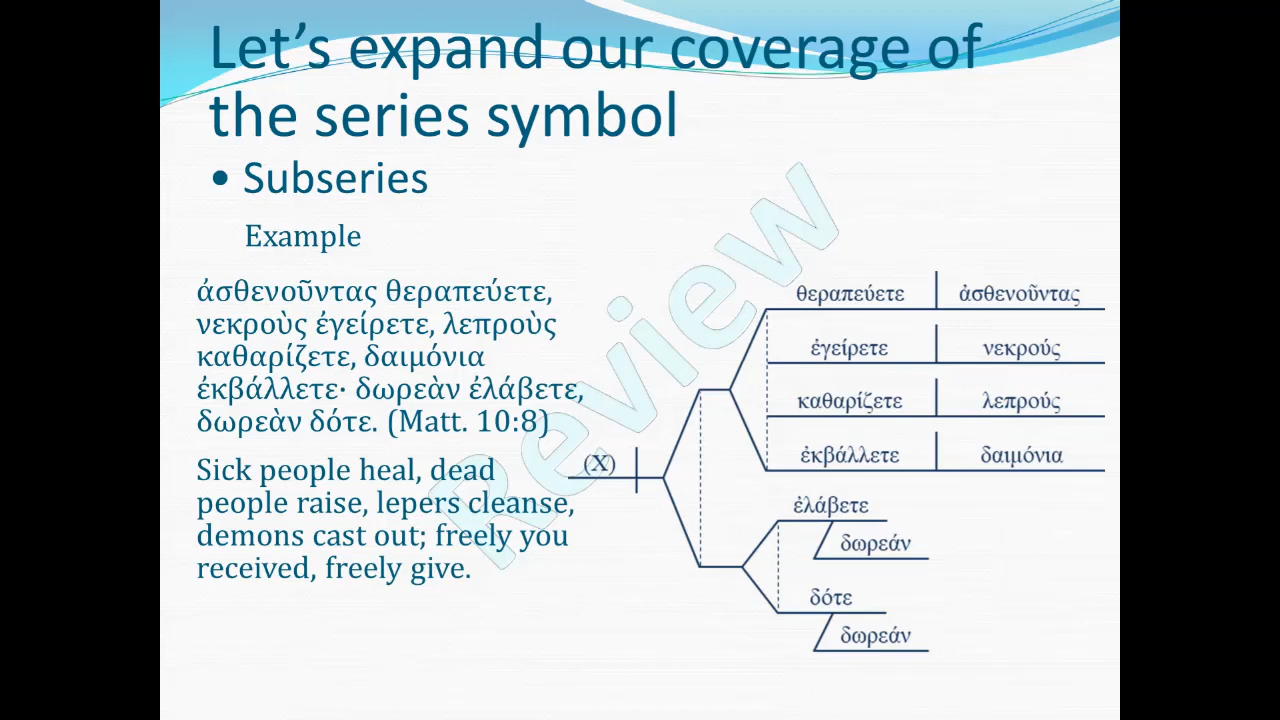 Let’s expand our coverage of
the series symbol
• Subseries
Example
ἀσθενοῦντας θεραπεύετε,
νεκροὺς ἐγείρετε, λεπροὺς
καθαρίζετε, δαιμόνια
ἐκβάλλετε· δωρεὰν ἐλάβετε,
δωρεὰν δότε. (Matt. 10:8)
Sick people heal, dead
people raise, lepers cleanse,
demons cast out; freely you
received, freely give.
Review
(X)
θεραπεύετε ἀσθενοῦντας
ἐγείρετε νεκρούς
καθαρίζετε λεπρούς
ἐκβάλλετε δαιμόνια
ἐλάβετε
δωρεάν
δότε
δωρεάν